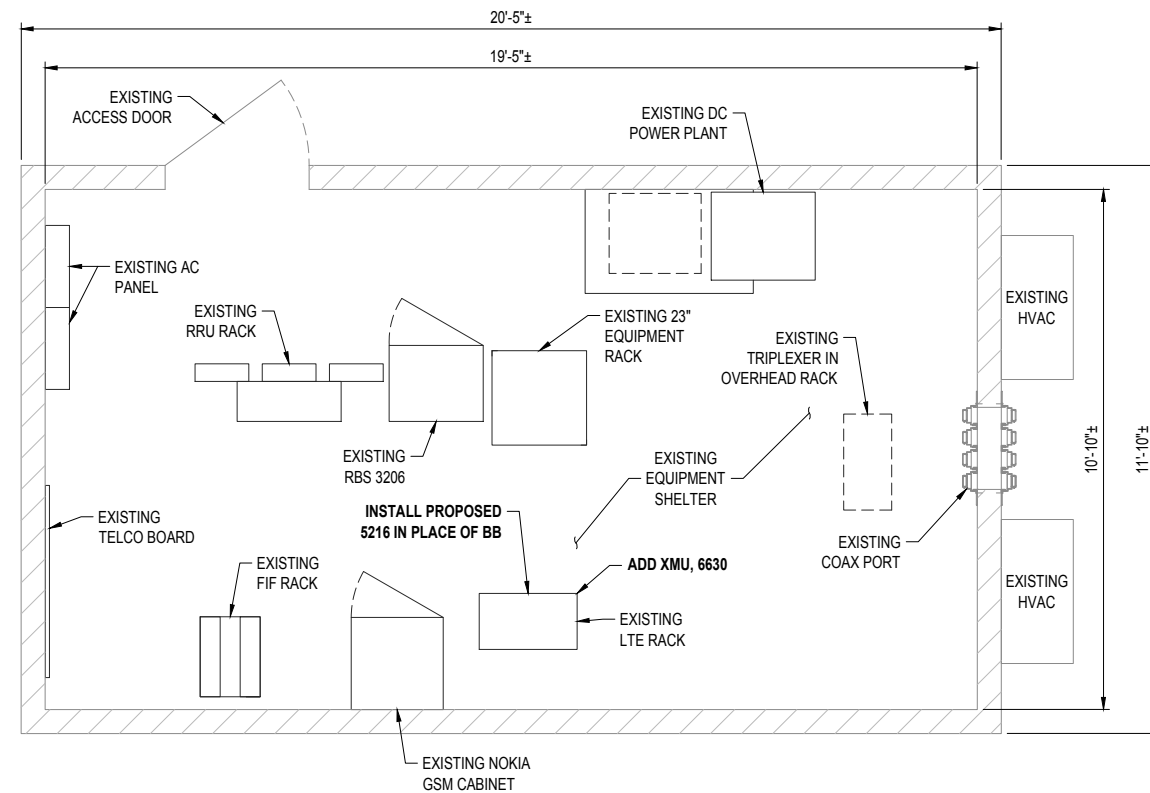 20'-5"±
19'-5"±
EXISTING
ACCESS DOOR
EXISTING DC
POWER PLANT
EXISTING AC
PANEL
EXISTING
RRU RACK
EXISTING 23"
EQUIPMENT
RACK
EXISTING
TRIPLEXER IN
OVERHEAD RACK
EXISTING
HVAC
10'-10"±
11'-10"±
EXISTING
RBS 3206
EXISTING
EQUIPMENT
SHELTER
INSTALL PROPOSED
5216 IN PLACE OF BB
EXISTING
TELCO BOARD
EXISTING
COAX PORT
EXISTING
FIF RACK
ADD XMU, 6630
EXISTING
HVAC
EXISTING
LTE RACK
EXISTING NOKIA
GSM CABINET